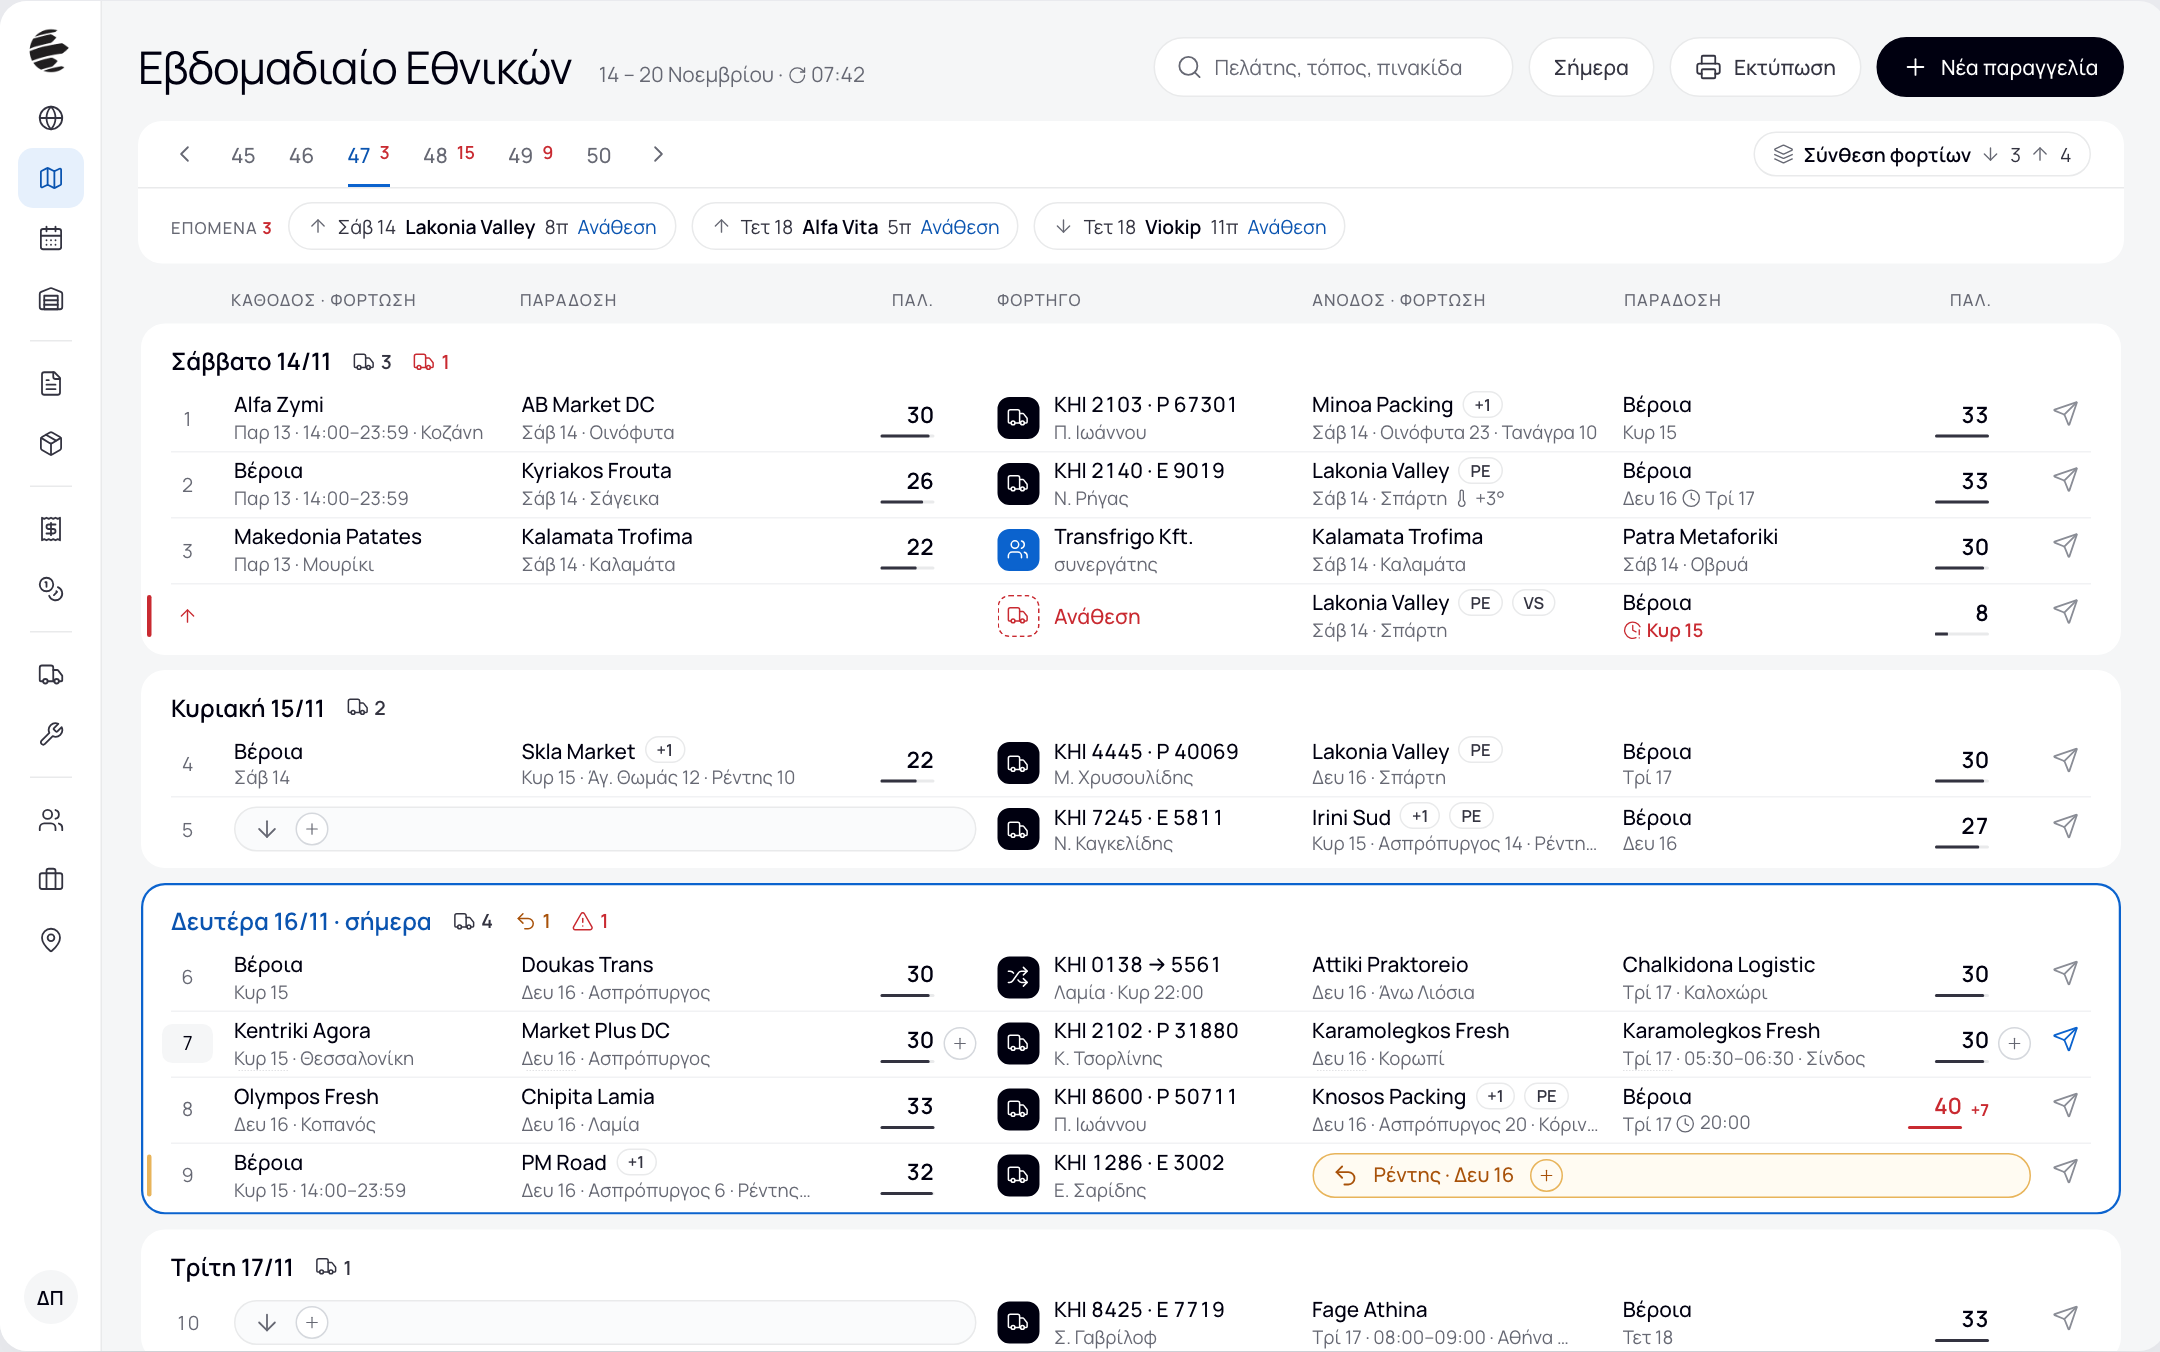 Εβδομαδιαίο Εθνικών
14 – 20 Νοεμβρίου · 07:42
Πελάτης, τόπος, πινακίδα
Σήμερα
Εκτύπωση
Νέα παραγγελία
45 46 47 3 48 15 49 9 50
Σύνθεση φορτίων ↓ 3 ↑ 4
ΕΠΟΜΕΝΑ 3
↑ Σάβ 14 Lakonia Valley 8π Ανάθεση
↑ Τετ 18 Alfa Vita 5π Ανάθεση
↓ Τετ 18 Viokip 11π Ανάθεση
ΚΑΘΟΔΟΣ · ΦΟΡΤΩΣΗ ΠΑΡΑΔΟΣΗ ΠΑΛ. ΦΟΡΤΗΓΟ ΑΝΟΔΟΣ · ΦΟΡΤΩΣΗ ΠΑΡΑΔΟΣΗ ΠΑΛ.
Σάββατο 14/11 3 1
1 Alfa Zymi AB Market DC 30 ΚΗΙ 2103 · Ρ 67301 Minoa Packing +1 Βέροια 33
Παρ 13 · 14:00–23:59 · Κοζάνη Σάβ 14 · Οινόφυτα Π. Ιωάννου Σάβ 14 · Οινόφυτα 23 · Τανάγρα 10 Κυρ 15
2 Βέροια Kyriakos Frouta 26 ΚΗΙ 2140 · Ε 9019 Lakonia Valley PE Βέροια 33
Παρ 13 · 14:00–23:59 Σάβ 14 · Σάγεικα Ν. Ρήγας Σάβ 14 · Σπάρτη +3° Δευ 16 Τρί 17
3 Makedonia Patates Kalamata Trofima 22 Transfrigo Kft. Kalamata Trofima Patra Metaforiki 30
Παρ 13 · Μουρίκι Σάβ 14 · Καλαμάτα συνεργάτης Σάβ 14 · Καλαμάτα Σάβ 14 · Οβρυά
↑ Ανάθεση Lakonia Valley PE VS Βέροια 8
Σάβ 14 · Σπάρτη Κυρ 15
Κυριακή 15/11 2
4 Βέροια Skla Market +1 22 ΚΗΙ 4445 · Ρ 40069 Lakonia Valley PE Βέροια 30
Σάβ 14 Κυρ 15 · Άγ. Θωμάς 12 · Ρέντης 10 Μ. Χρυσουλίδης Δευ 16 · Σπάρτη Τρί 17
5 ↓ + ΚΗΙ 7245 · Ε 5811 Irini Sud +1 PE Βέροια 27
Ν. Καγκελίδης Κυρ 15 · Ασπρόπυργος 14 · Ρέντη... Δευ 16
Δευτέρα 16/11 · σήμερα 4 1 1
6 Βέροια Doukas Trans 30 ΚΗΙ 0138 → 5561 Attiki Praktoreio Chalkidona Logistic 30
Κυρ 15 Δευ 16 · Ασπρόπυργος Λαμία · Κυρ 22:00 Δευ 16 · Άνω Λιόσια Τρί 17 · Καλοχώρι
7 Kentriki Agora Market Plus DC 30 + ΚΗΙ 2102 · Ρ 31880 Karamolegkos Fresh Karamolegkos Fresh 30 +
Κυρ 15 · Θεσσαλονίκη Δευ 16 · Ασπρόπυργος Κ. Τσορλίνης Δευ 16 · Κορωπί Τρί 17 · 05:30–06:30 · Σίνδος
8 Olympos Fresh Chipita Lamia 33 ΚΗΙ 8600 · Ρ 50711 Knosos Packing +1 PE Βέροια 40 +7
Δευ 16 · Κοπανός Δευ 16 · Λαμία Π. Ιωάννου Δευ 16 · Ασπρόπυργος 20 · Κόριν... Τρί 17 20:00
9 Βέροια PM Road +1 32 ΚΗΙ 1286 · Ε 3002 Ρέντης · Δευ 16 +
Κυρ 15 · 14:00–23:59 Δευ 16 · Ασπρόπυργος 6 · Ρέντης... Ε. Σαρίδης
Τρίτη 17/11 1
10 ↓ + ΚΗΙ 8425 · Ε 7719 Fage Athina Βέροια 33
Σ. Γαβρίλοφ Τρί 17 · 08:00–09:00 · Αθήνα ... Τετ 18
ΔΠ